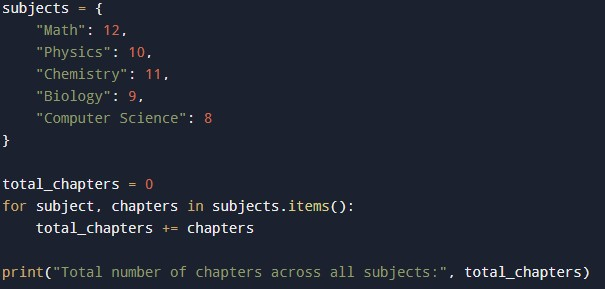 subjects = {
    "Math": 12,
    "Physics": 10,
    "Chemistry": 11,
    "Biology": 9,
    "Computer Science": 8
}

total_chapters = 0
for subject, chapters in subjects.items():
    total_chapters += chapters

print("Total number of chapters across all subjects:", total_chapters)